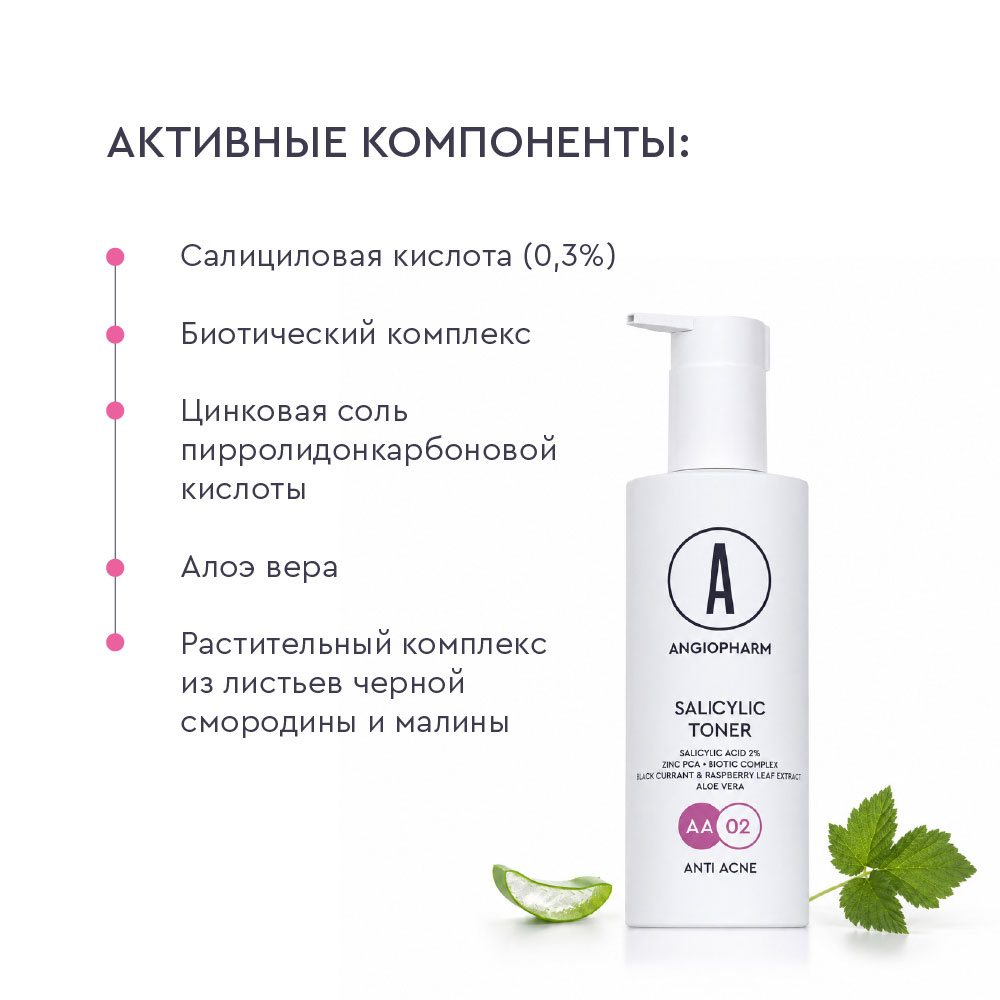 АКТИВНЫЕ КОМПОНЕНТЫ:
Салициловая кислота (0,3%)
Биотический комплекс
Цинковая соль
пирролидонкарбоновой
кислоты
Алоэ вера
Растительный комплекс
из листьев черной
смородины и малины
A
ANGIOPHARM
SALICYLIC
TONER
SALICYLIC ACID 2%
ZINC PCA • BIOTIC COMPLEX
BLACK CURRANT & RASPBERRY LEAF EXTRACT
ALOE VERA
AA 02
ANTI ACNE